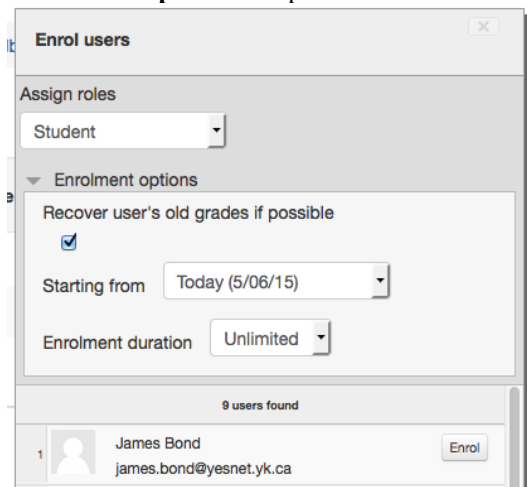 Enrol users
Assign roles
Student
Enrolment options
Recover user's old grades if possible
Starting from Today (5/06/15)
Enrolment duration Unlimited
9 users found
1 James Bond Enrol
james.bond@yesnet.yk.ca